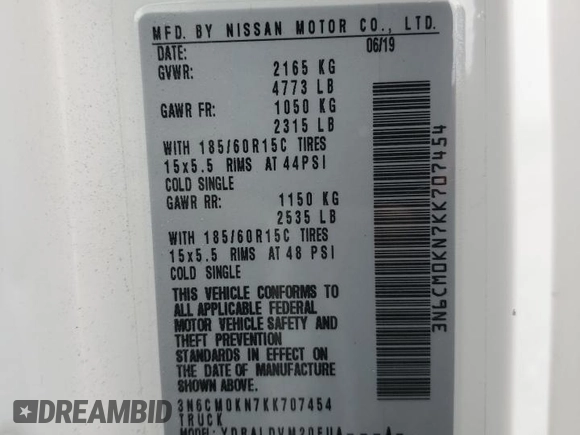 MFD. BY NISSAN MOTOR CO., LTD.
DATE: 06/19
GVWR: 2165 KG
4773 LB
GAWR FR: 1050 KG
2315 LB
WITH 185/60R15C TIRES
15x5.5 RIMS AT 44PSI
COLD SINGLE
GAWR RR: 1150 KG
2535 LB
WITH 185/60R15C TIRES
15x5.5 RIMS AT 48 PSI
COLD SINGLE
THIS VEHICLE CONFORMS TO
ALL APPLICABLE FEDERAL
MOTOR VEHICLE SAFETY AND
THEFT PREVENTION
STANDARDS IN EFFECT ON
THE DATE OF MANUFACTURE
SHOWN ABOVE.
3N6CM0KN7KK707454
TRUCK
3N6CM0KN7KK707454
DREAMBID